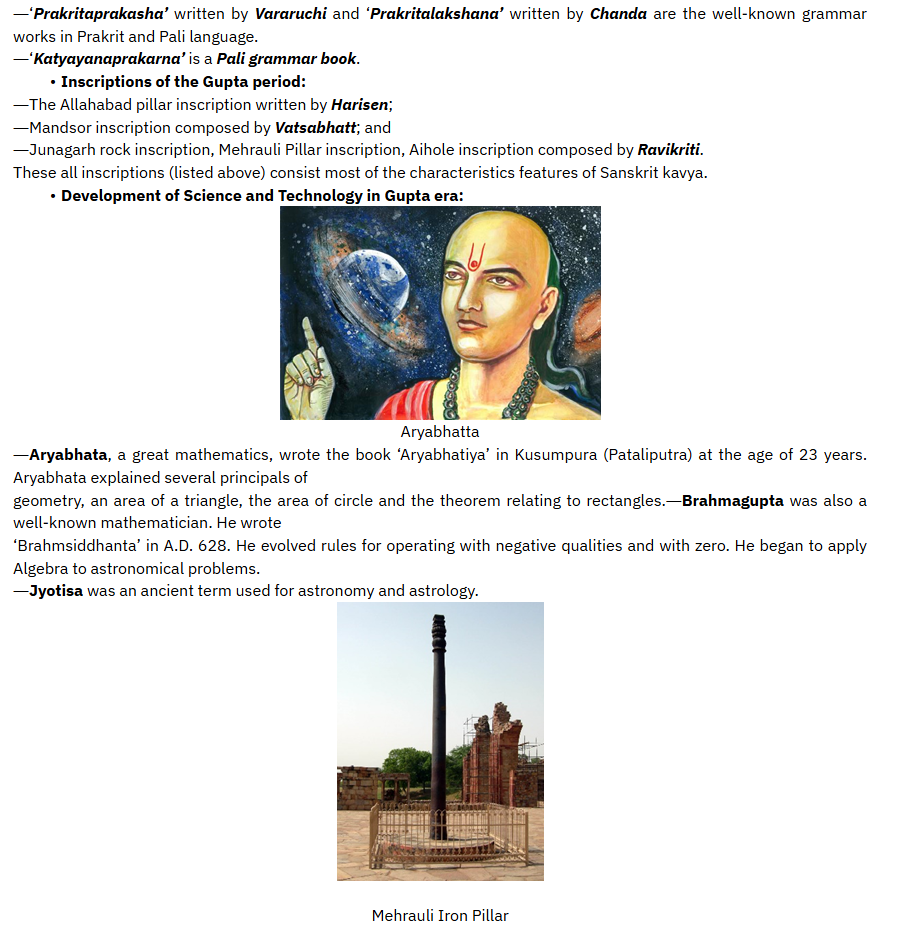 —‘Prakritaprakasha’ written by Vararuchi and ‘Prakritalakshana’ written by Chanda are the well-known grammar
works in Prakrit and Pali language.
—‘Katyayanaprakarna’ is a Pali grammar book.
• Inscriptions of the Gupta period:
—The Allahabad pillar inscription written by Harisen;
—Mandsor inscription composed by Vatsabhatt; and
—Junagarh rock inscription, Mehrauli Pillar inscription, Aihole inscription composed by Ravikriti.
These all inscriptions (listed above) consist most of the characteristics features of Sanskrit kavya.
• Development of Science and Technology in Gupta era:
Aryabhatta
—Aryabhata, a great mathematics, wrote the book ‘Aryabhatiya’ in Kusumpura (Pataliputra) at the age of 23 years.
Aryabhata explained several principals of
geometry, an area of a triangle, the area of circle and the theorem relating to rectangles.—Brahmagupta was also a
well-known mathematician. He wrote
‘Brahmsiddhanta’ in A.D. 628. He evolved rules for operating with negative qualities and with zero. He began to apply
Algebra to astronomical problems.
—Jyotisa was an ancient term used for astronomy and astrology.
Mehrauli Iron Pillar